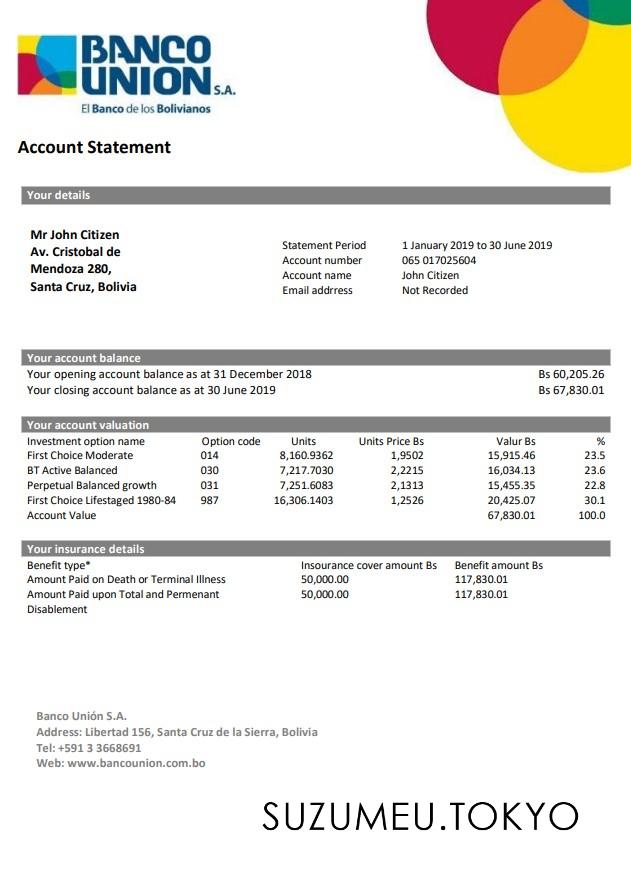 BANCO
UNION S.A.
El Banco de los Bolivianos
Account Statement
Your details
Mr John Citizen
Av. Cristobal de
Mendoza 280,
Santa Cruz, Bolivia
Statement Period 1 January 2019 to 30 June 2019
Account number 065 017025604
Account name John Citizen
Email adrress Not Recorded
Your account balance
Your opening account balance as at 31 December 2018 Bs 60,205.26
Your closing account balance as at 30 June 2019 Bs 67,830.01
Your account valuation
Investment option name Option code Units Units Price Bs Valur Bs %
First Choice Moderate 014 8,160.9362 1,9502 15,915.46 23.5
BT Active Balanced 030 7,217.7030 2,2215 16,034.13 23.6
Perpetual Balanced growth 031 7,251.6083 2,1313 15,455.35 22.8
First Choice Lifestaged 1980-84 987 16,306.1403 1,2526 20,425.07 30.1
Account Value 67,830.01 100.0
Your insurance details
Benefit type* Insourance cover amount Bs Benefit amount Bs
Amount Paid on Death or Terminal Illness 50,000.00 117,830.01
Amount Paid upon Total and Permenant 50,000.00 117,830.01
Disablement
Banco Unión S.A.
Address: Libertad 156, Santa Cruz de la Sierra, Bolivia
Tel: +591 3 3668691
Web: www.bancounion.com.bo
SUZUMEU.TOKYO